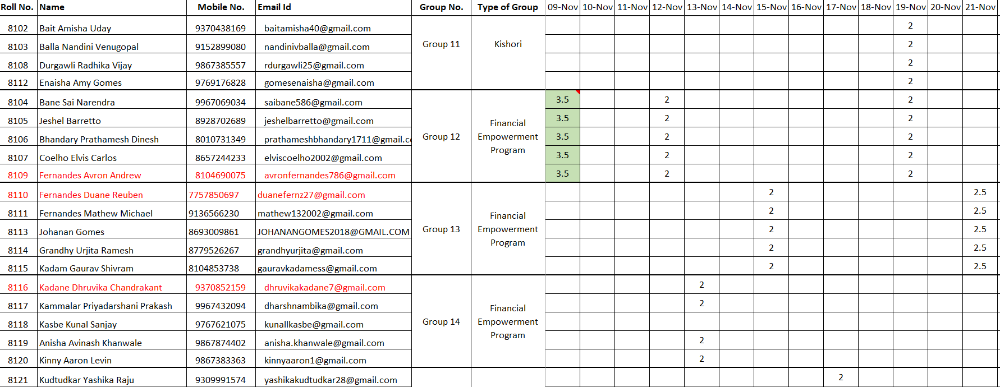 Roll No. Name Mobile No. Email Id Group No. Type of Group 09-Nov 10-Nov 11-Nov 12-Nov 13-Nov 14-Nov 15-Nov 16-Nov 17-Nov 18-Nov 19-Nov 20-Nov 21-Nov
8102 Bait Amisha Uday 9370438169 baitamisha40@gmail.com 2
8103 Balla Nandini Venugopal 9152899080 nandinivballa@gmail.com Group 11 Kishori 2
8108 Durgawli Radhika Vijay 9867385557 rdurgawli25@gmail.com 2
8112 Enaisha Amy Gomes 9769176828 gomesenaisha@gmail.com 2
8104 Bane Sai Narendra 9967069034 saibane586@gmail.com 3.5 2 2
8105 Jeshel Barretto 8928702689 jeshelbarretto@gmail.com Financial 3.5 2 2
8106 Bhandary Prathamesh Dinesh 8010731349 prathameshbhandary1711@gmail.co Group 12 Empowerment 3.5 2 2
8107 Coelho Elvis Carlos 8657244233 elviscoelho2002@gmail.com Program 3.5 2 2
8109 Fernandes Avron Andrew 8104690075 avronfernandes786@gmail.com 3.5 2 2
8110 Fernandes Duane Reuben 7757850697 duanefernz27@gmail.com 2 2.5
8111 Fernandes Mathew Michael 9136566230 mathew132002@gmail.com Financial 2 2.5
8113 Johanan Gomes 8693009861 JOHANANGOMES2018@GMAIL.COM Group 13 Empowerment 2 2.5
8114 Grandhy Urjita Ramesh 8779526267 grandhyurjita@gmail.com Program 2 2.5
8115 Kadam Gaurav Shivram 8104853738 gauravkadamess@gmail.com 2 2.5
8116 Kadane Dhruvika Chandrakant 9370852159 dhruvikakadane7@gmail.com 2
8117 Kammalar Priyadarshani Prakash 9967432094 dharshnambika@gmail.com Financial 2
8118 Kasbe Kunal Sanjay 9767621075 kunallkasbe@gmail.com Group 14 Empowerment
8119 Anisha Avinash Khanwale 9867874402 anisha.khanwale@gmail.com Program 2
8120 Kinny Aaron Levin 9867383363 kinnyaaron1@gmail.com 2
8121 Kudtudkar Yashika Raju 9309991574 yashikakudtudkar28@gmail.com 2